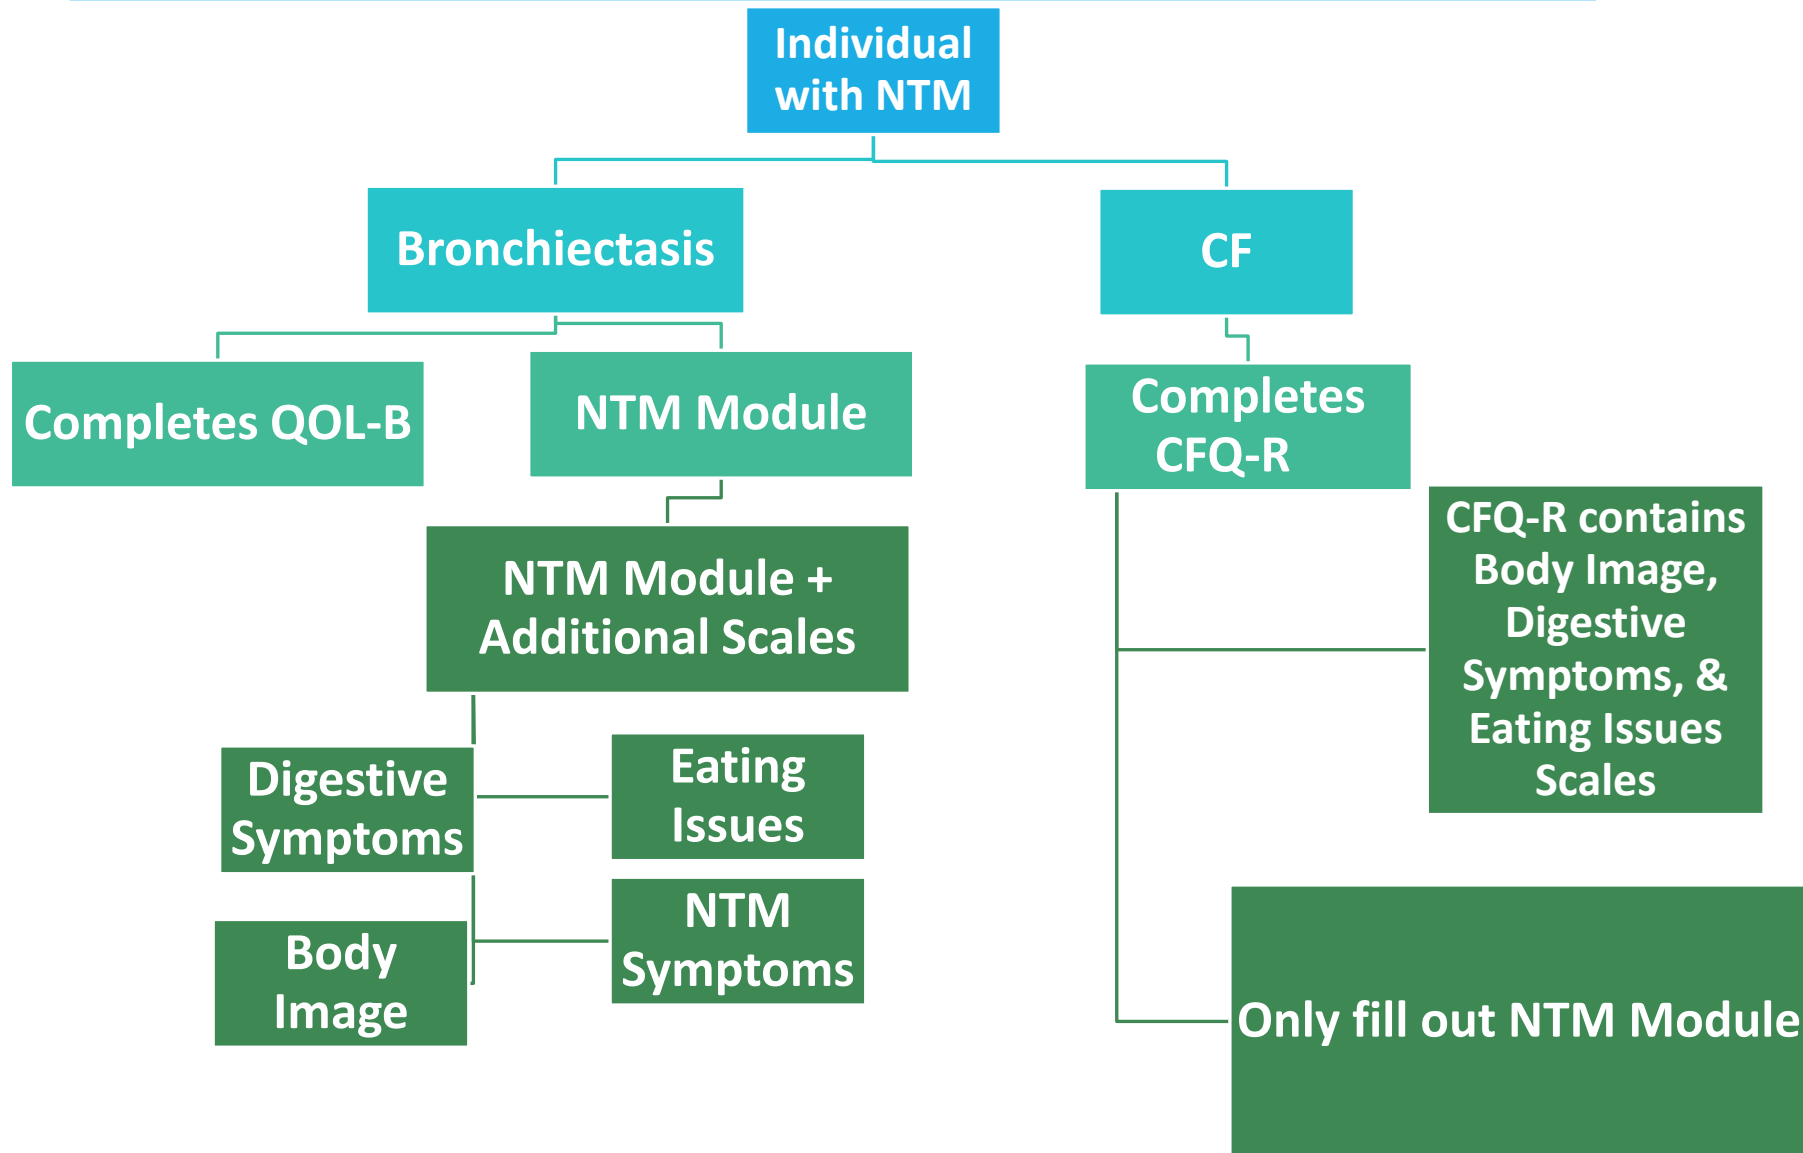 Individual
with NTM
Bronchiectasis
CF
Completes QOL-B
NTM Module
Completes
CFQ-R
NTM Module +
Additional Scales
CFQ-R contains
Body Image,
Digestive
Symptoms, &
Eating Issues
Scales
Digestive
Symptoms
Eating
Issues
Body
Image
NTM
Symptoms
Only fill out NTM Module